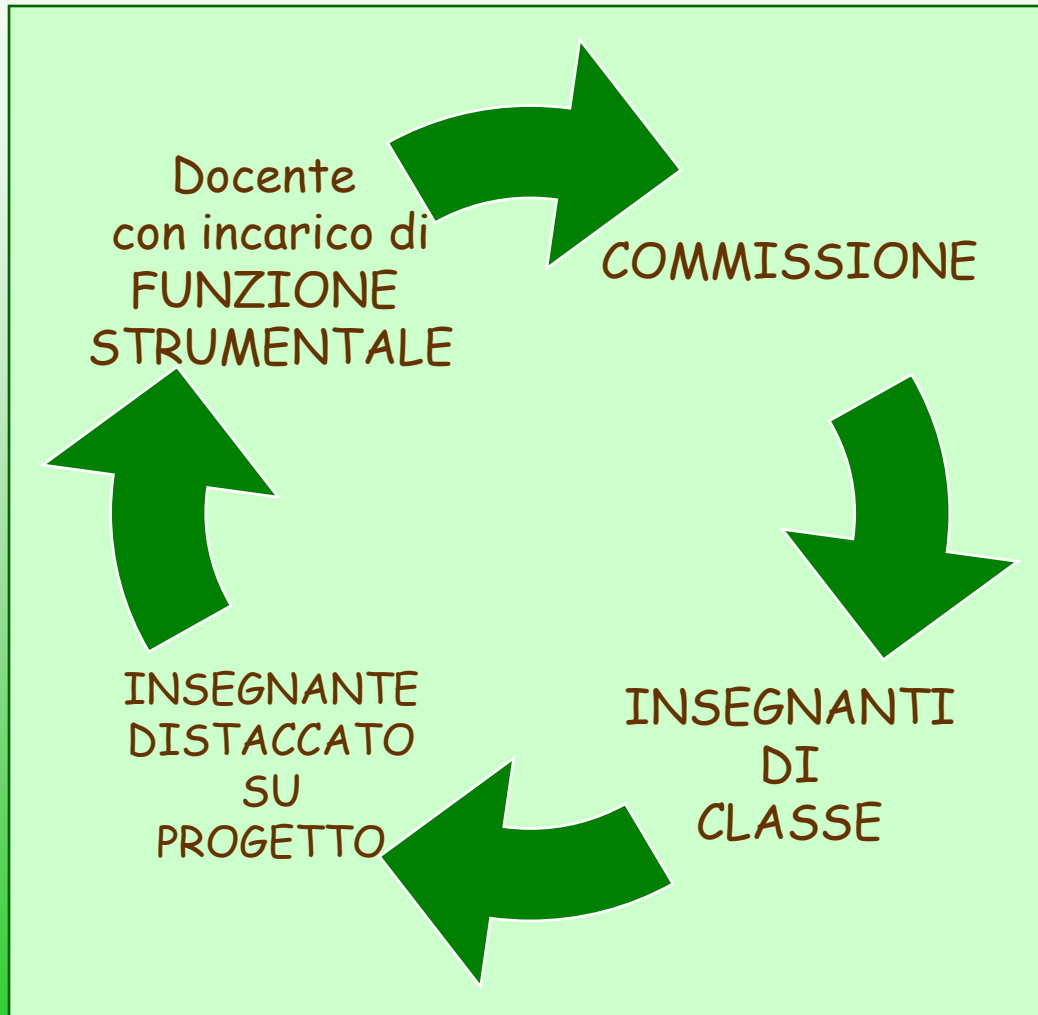 Docente
con incarico di
FUNZIONE
STRUMENTALE
COMMISSIONE
INSEGNANTI
DI
CLASSE
INSEGNANTE
DISTACCATO
SU
PROGETTO